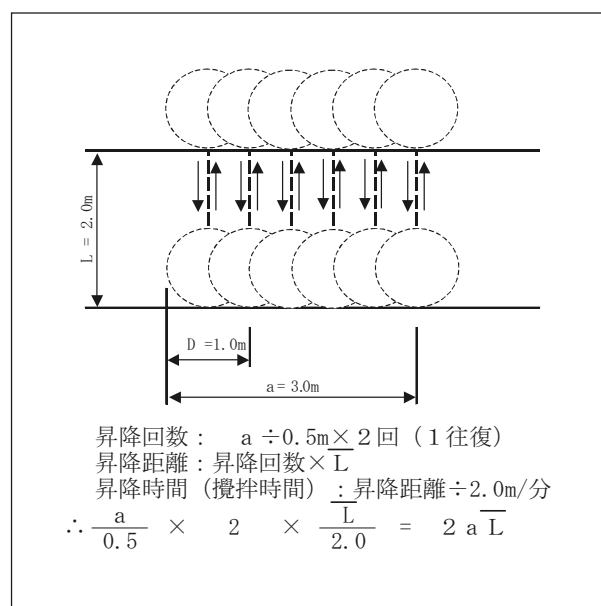 L = 2.0m
D =1.0m
a = 3.0m
昇降回数： a ÷0.5m×２回（１往復）
昇降距離：昇降回数×L̅
昇降時間（攪拌時間）：昇降距離÷2.0m/分
∴ a/0.5 × 2 × L̅/2.0 = 2 a L̅